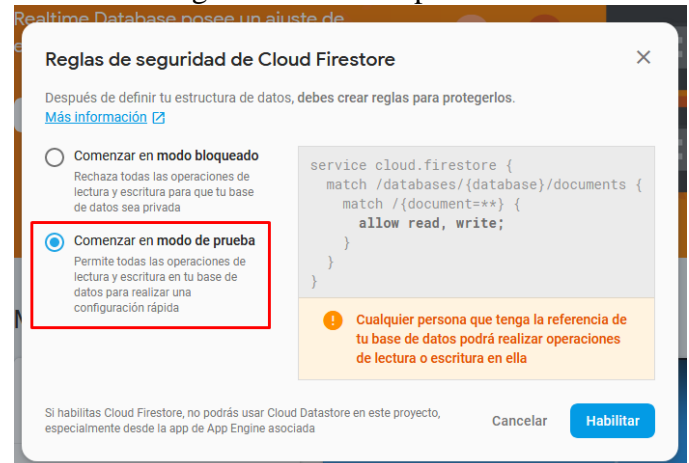 Realtime Database posee un ajuste de
Reglas de seguridad de Cloud Firestore
Después de definir tu estructura de datos, debes crear reglas para protegerlos.
Más información
Comenzar en modo bloqueado
Rechaza todas las operaciones de
lectura y escritura para que tu base
de datos sea privada
Comenzar en modo de prueba
Permite todas las operaciones de
lectura y escritura en tu base de
datos para realizar una
configuración rápida
service cloud.firestore {
match /databases/{database}/documents {
match /{document=**} {
allow read, write;
}
}
}
Cualquier persona que tenga la referencia de
tu base de datos podrá realizar operaciones
de lectura o escritura en ella
Si habilitas Cloud Firestore, no podrás usar Cloud Datastore en este proyecto,
especialmente desde la app de App Engine asociada
Cancelar
Habilitar